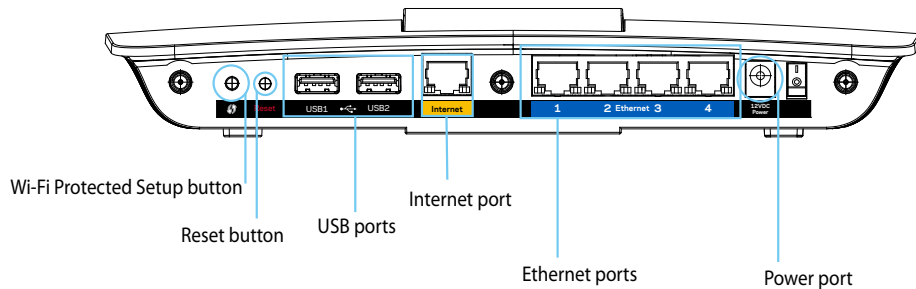 Reset
USB1 USB2
Internet
1 2 Ethernet 3 4
12VDC
Power
Wi-Fi Protected Setup button
Reset button
USB ports
Internet port
Ethernet ports
Power port